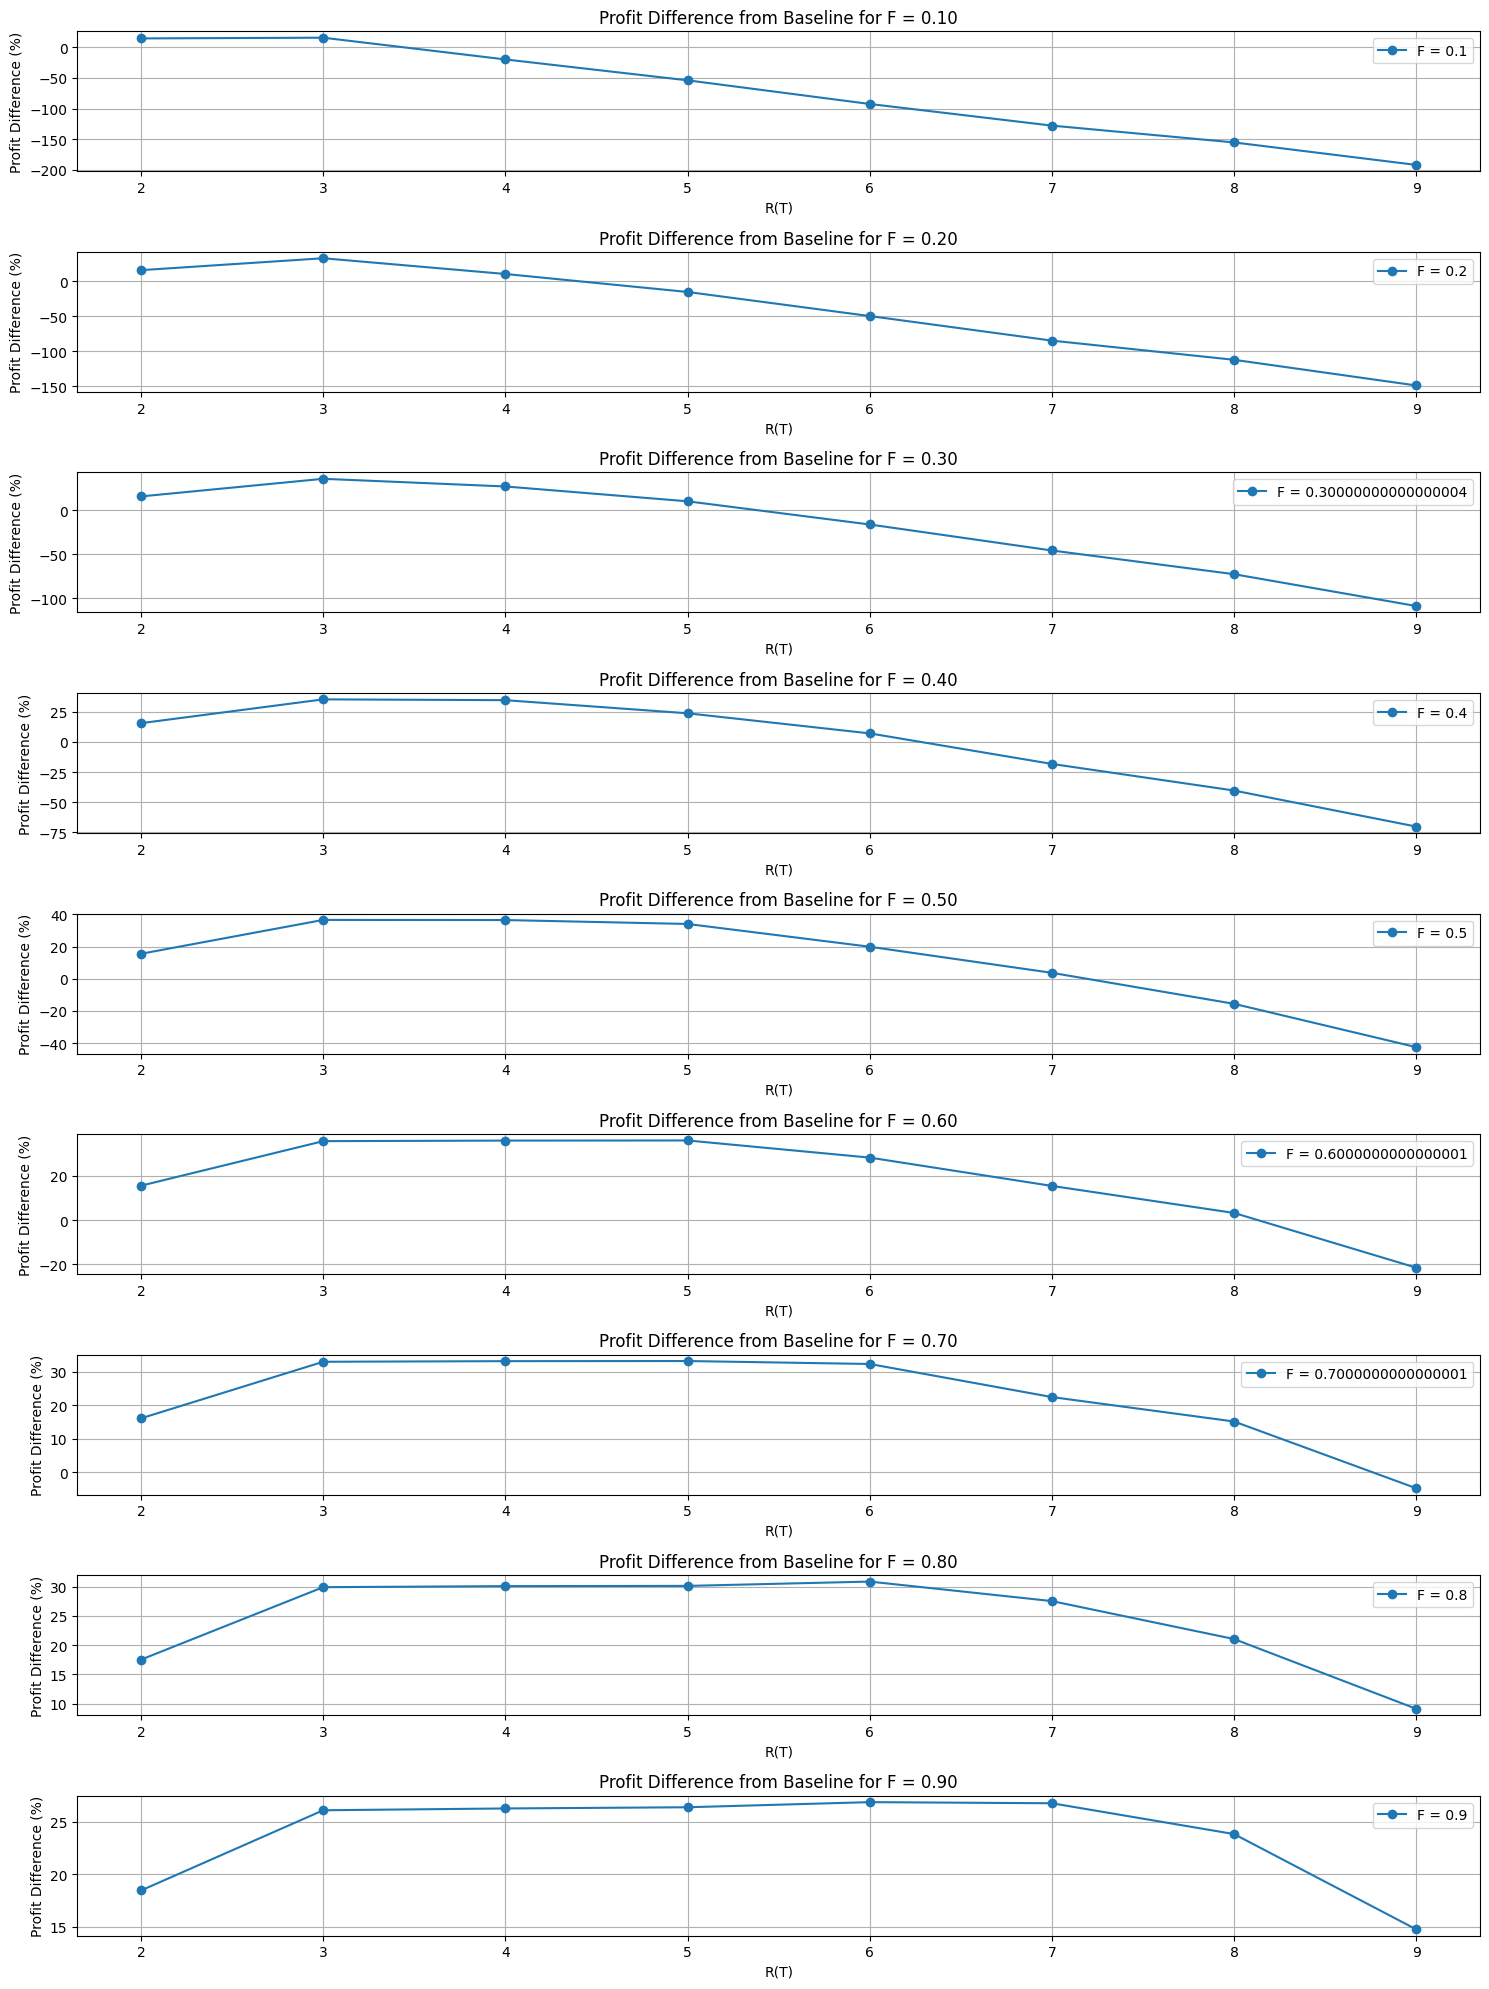 Profit Difference from Baseline for F = 0.10
Profit Difference (%)
0
−50
−100
−150
−200
F = 0.1
2 3 4 5 6 7 8 9
R(T)
Profit Difference from Baseline for F = 0.20
Profit Difference (%)
0
−50
−100
−150
F = 0.2
2 3 4 5 6 7 8 9
R(T)
Profit Difference from Baseline for F = 0.30
Profit Difference (%)
0
−50
−100
F = 0.30000000000000004
2 3 4 5 6 7 8 9
R(T)
Profit Difference from Baseline for F = 0.40
Profit Difference (%)
25
0
−25
−50
−75
F = 0.4
2 3 4 5 6 7 8 9
R(T)
Profit Difference from Baseline for F = 0.50
Profit Difference (%)
40
20
0
−20
−40
F = 0.5
2 3 4 5 6 7 8 9
R(T)
Profit Difference from Baseline for F = 0.60
Profit Difference (%)
20
0
−20
F = 0.6000000000000001
2 3 4 5 6 7 8 9
R(T)
Profit Difference from Baseline for F = 0.70
Profit Difference (%)
30
20
10
0
F = 0.7000000000000001
2 3 4 5 6 7 8 9
R(T)
Profit Difference from Baseline for F = 0.80
Profit Difference (%)
30
25
20
15
10
F = 0.8
2 3 4 5 6 7 8 9
R(T)
Profit Difference from Baseline for F = 0.90
Profit Difference (%)
25
20
15
F = 0.9
2 3 4 5 6 7 8 9
R(T)